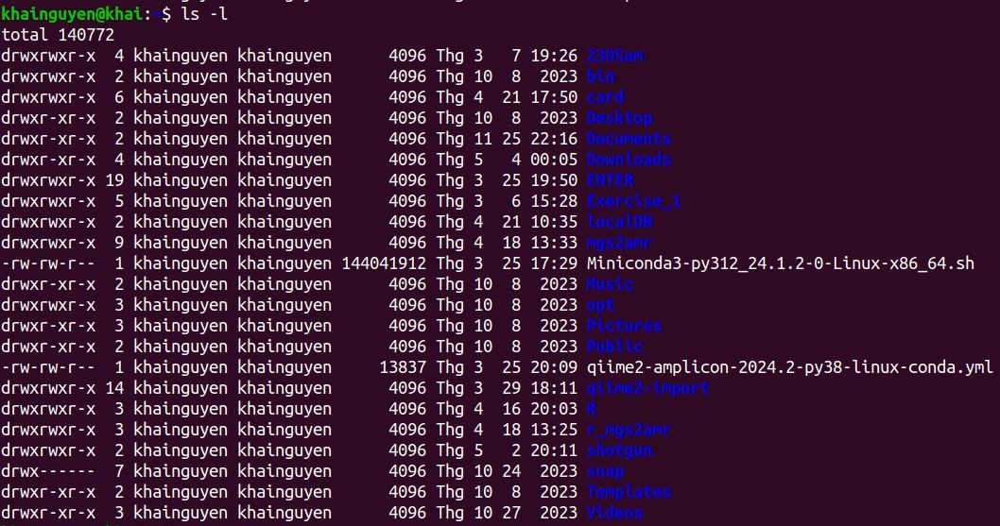 khainguyen@khai:~$ ls -l
total 140772
drwxrwxr-x  4 khainguyen khainguyen      4096 Thg 3   7 19:26 230Sam
drwxrwxr-x  2 khainguyen khainguyen      4096 Thg 10  8  2023 bin
drwxrwxr-x  6 khainguyen khainguyen      4096 Thg 4  21 17:50 card
drwxr-xr-x  2 khainguyen khainguyen      4096 Thg 10  8  2023 Desktop
drwxr-xr-x  2 khainguyen khainguyen      4096 Thg 11 25 22:16 Documents
drwxr-xr-x  4 khainguyen khainguyen      4096 Thg 5   4 00:05 Downloads
drwxrwxr-x 19 khainguyen khainguyen      4096 Thg 3  25 19:50 ENTER
drwxrwxr-x  5 khainguyen khainguyen      4096 Thg 3   6 15:28 Exercise_1
drwxrwxr-x  2 khainguyen khainguyen      4096 Thg 4  21 10:35 localDB
drwxrwxr-x  9 khainguyen khainguyen      4096 Thg 4  18 13:33 mgs2amr
-rw-rw-r--  1 khainguyen khainguyen 144041912 Thg 3  25 17:29 Miniconda3-py312_24.1.2-0-Linux-x86_64.sh
drwxr-xr-x  2 khainguyen khainguyen      4096 Thg 10  8  2023 Music
drwxrwxr-x  3 khainguyen khainguyen      4096 Thg 10  8  2023 opt
drwxr-xr-x  3 khainguyen khainguyen      4096 Thg 10  8  2023 Pictures
drwxr-xr-x  2 khainguyen khainguyen      4096 Thg 10  8  2023 Public
-rw-rw-r--  1 khainguyen khainguyen     13837 Thg 3  25 20:09 qiime2-amplicon-2024.2-py38-linux-conda.yml
drwxrwxr-x 14 khainguyen khainguyen      4096 Thg 3  29 18:11 qiime2-import
drwxrwxr-x  3 khainguyen khainguyen      4096 Thg 4  16 20:03 R
drwxrwxr-x  3 khainguyen khainguyen      4096 Thg 4  18 13:25 r_mgs2amr
drwxrwxr-x  2 khainguyen khainguyen      4096 Thg 5   2 20:11 shotgun
drwx------  7 khainguyen khainguyen      4096 Thg 10 24  2023 snap
drwxr-xr-x  2 khainguyen khainguyen      4096 Thg 10  8  2023 Templates
drwxr-xr-x  3 khainguyen khainguyen      4096 Thg 10 27  2023 Videos